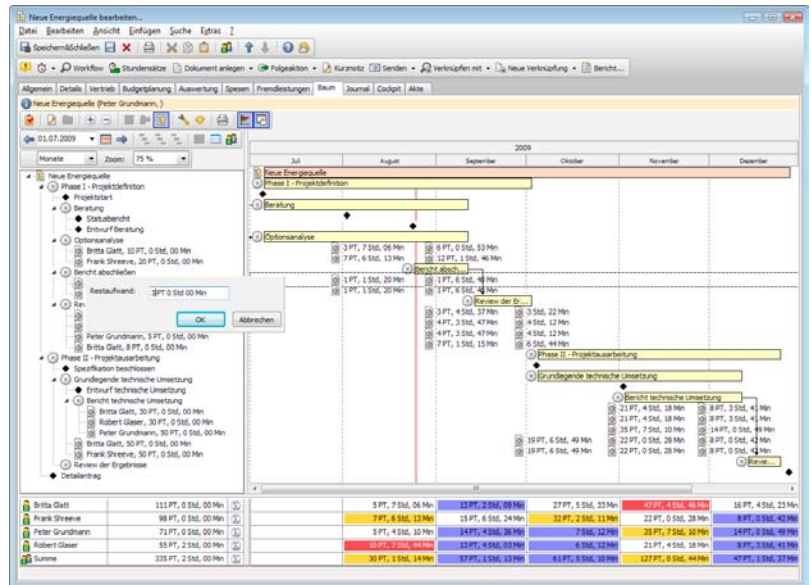 Neue Energiequelle bearbeiten...
Datei Bearbeiten Ansicht Einfügen Suche Extras ?
Speichern&Schließen
Workflow Stundensätze Dokument anlegen Folgeaktion Kurznotiz Senden Verknüpfen mit Neue Verknüpfung Bericht...
Allgemein Details Vertrieb Budgetplanung Auswertung Spesen Fremdleistungen Baum Journal Cockpit Akte
Neue Energiequelle (Peter Grundmann, )
01.07.2009
Monate Zoom: 75 %
2009
Juli August September Oktober November Dezember
Neue Energiequelle
Phase I - Projektdefinition
Projektstart
Beratung
Statusbericht
Entwurf Beratung
Optionsanalyse
Britta Glatt, 10 PT, 0 Std, 00 Min
Frank Shreeve, 20 PT, 0 Std, 00 Min
Bericht abschließen
Restaufwand: 3 PT 0 Std 00 Min
OK Abbrechen
Peter Grundmann, 5 PT, 0 Std, 00 Min
Britta Glatt, 8 PT, 0 Std, 00 Min
Phase II - Projektausarbeitung
Spezifikation beschlossen
Grundlegende technische Umsetzung
Entwurf technische Umsetzung
Bericht technische Umsetzung
Britta Glatt, 30 PT, 0 Std, 00 Min
Robert Glaser, 30 PT, 0 Std, 00 Min
Peter Grundmann, 50 PT, 0 Std, 00 Min
Britta Glatt, 50 PT, 0 Std, 00 Min
Frank Shreeve, 50 PT, 0 Std, 00 Min
Review der Ergebnisse
Detailantrag
Neue Energiequelle
Phase I - Projektdefinition
Beratung
Optionsanalyse
3 PT, 7 Std, 06 Min 6 PT, 0 Std, 53 Min
7 PT, 6 Std, 13 Min 12 PT, 1 Std, 46 Min
Bericht absch...
1 PT, 1 Std, 20 Min 1 PT, 6 Std,
1 PT, 1 Std, 20 Min 1 PT, 6 Std,
Review der Er...
3 PT, 4 Std, 37 Min 3 Std, 22 Min
4 PT, 3 Std, 47 Min 4 Std, 12 Min
4 PT, 3 Std, 47 Min 4 Std, 12 Min
7 PT, 1 Std, 15 Min 6 Std, 44 Min
Phase II - Projektausarbeitung
Grundlegende technische Umsetzung
Bericht technische Umsetzung
21 PT, 4 Std, 18 Min 8 PT, 3 Std,
21 PT, 4 Std, 18 Min 8 PT, 3 Std,
35 PT, 7 Std, 10 Min 14 PT, 0 Std,
19 PT, 6 Std, 49 Min 22 PT, 0 Std, 28 Min 8 PT, 0 Std,
19 PT, 6 Std, 49 Min 22 PT, 0 Std, 28 Min 8 PT, 0 Std,
Revie...
Britta Glatt 111 PT, 0 Std, 00 Min 5 PT, 7 Std, 06 Min 13 PT, 2 Std, 09 Min 27 PT, 5 Std, 33 Min 47 PT, 4 Std, 46 Min 16 PT, 4 Std, 23 Min
Frank Shreeve 98 PT, 0 Std, 00 Min 7 PT, 6 Std, 13 Min 15 PT, 6 Std, 24 Min 32 PT, 2 Std, 11 Min 22 PT, 0 Std, 28 Min 8 PT, 0 Std, 42 Min
Peter Grundmann 71 PT, 0 Std, 00 Min 5 PT, 4 Std, 10 Min 14 PT, 4 Std, 36 Min 7 Std, 12 Min 35 PT, 7 Std, 10 Min 14 PT, 0 Std, 49 Min
Robert Glaser 55 PT, 2 Std, 00 Min 10 PT, 7 Std, 44 Min 13 PT, 4 Std, 03 Min 6 Std, 12 Min 21 PT, 4 Std, 18 Min 8 PT, 3 Std, 41 Min
Summe 335 PT, 2 Std, 00 Min 30 PT, 1 Std, 14 Min 57 PT, 1 Std, 13 Min 61 PT, 5 Std, 10 Min 127 PT, 0 Std, 44 Min 47 PT, 1 Std, 37 Min